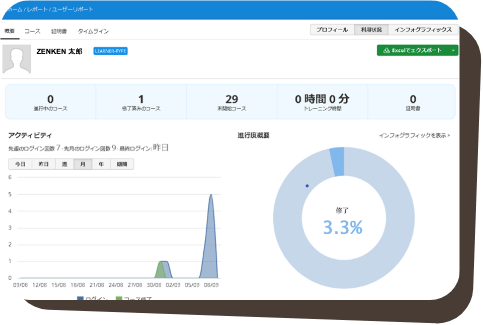 ホーム / レポート / ユーザーリポート
概要 コース 証明書 タイムライン
プロフィール 利用状況 インフォグラフィックス
ZENKEN 太郎 LEARNER-TYPE
Excelでエクスポート
0 1 29 0 時間 0 分 0
進行中のコース 修了済みのコース 未開始コース トレーニング時間 証明書
アクティビティ
先週のログイン回数 7 · 先月のログイン回数 9 · 最終ログイン: 昨日
今日 昨日 週 月 年 期間
6
5
4
3
2
1
0
09/08 12/08 15/08 18/08 21/08 24/08 27/08 30/08 02/09 05/09 08/09
ログイン コース修了
進行状概要
インフォグラフィックを表示 >
修了
3.3%